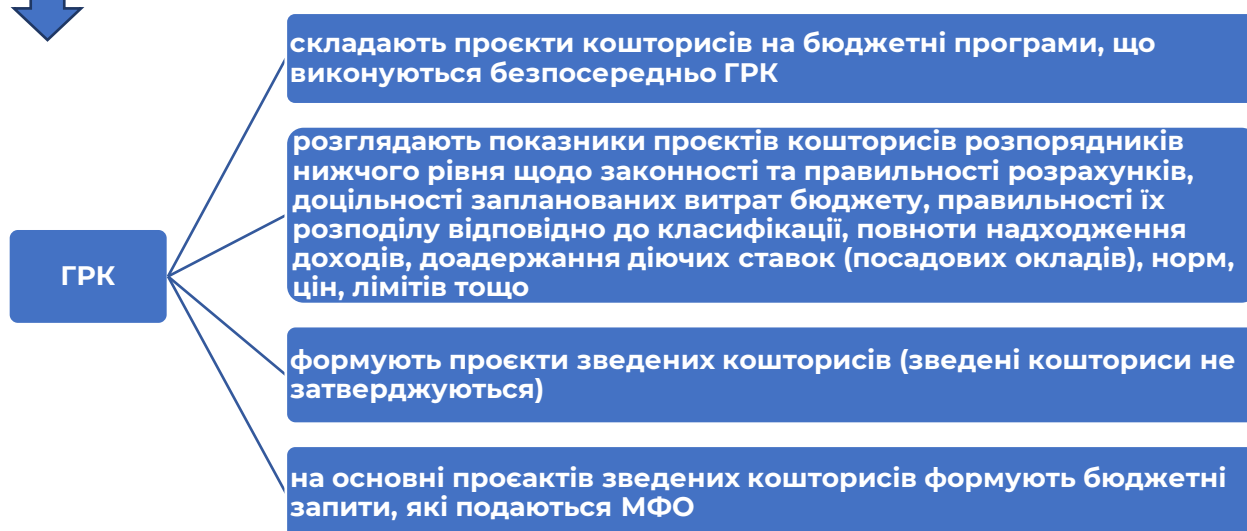 складають проєкти кошторисів на бюджетні програми, що
виконуються безпосередньо ГРК
розглядають показники проєктів кошторисів розпорядників
нижчого рівня щодо законності та правильності розрахунків,
доцільності запланованих витрат бюджету, правильності їх
розподілу відповідно до класифікації, повноти надходження
доходів, доадержання діючих ставок (посадових окладів), норм,
цін, лімітів тощо
ГРК
формують проєкти зведених кошторисів (зведені кошториси не
затверджуються)
на основні проєактів зведених кошторисів формують бюджетні
запити, які подаються МФО